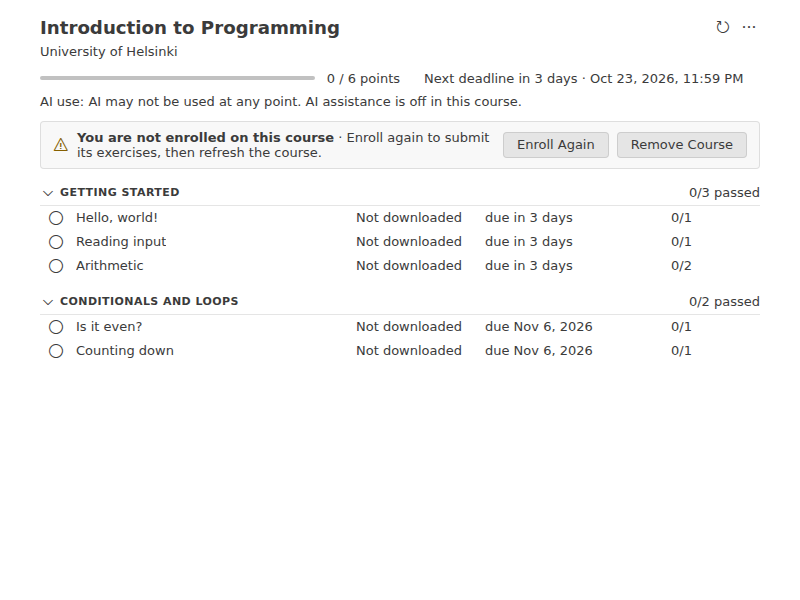 Introduction to Programming
University of Helsinki
0 / 6 points Next deadline in 3 days · Oct 23, 2026, 11:59 PM
AI use: AI may not be used at any point. AI assistance is off in this course.
You are not enrolled on this course · Enroll again to submit
its exercises, then refresh the course.
Enroll Again Remove Course
GETTING STARTED 0/3 passed
Hello, world! Not downloaded due in 3 days 0/1
Reading input Not downloaded due in 3 days 0/1
Arithmetic Not downloaded due in 3 days 0/2
CONDITIONALS AND LOOPS 0/2 passed
Is it even? Not downloaded due Nov 6, 2026 0/1
Counting down Not downloaded due Nov 6, 2026 0/1